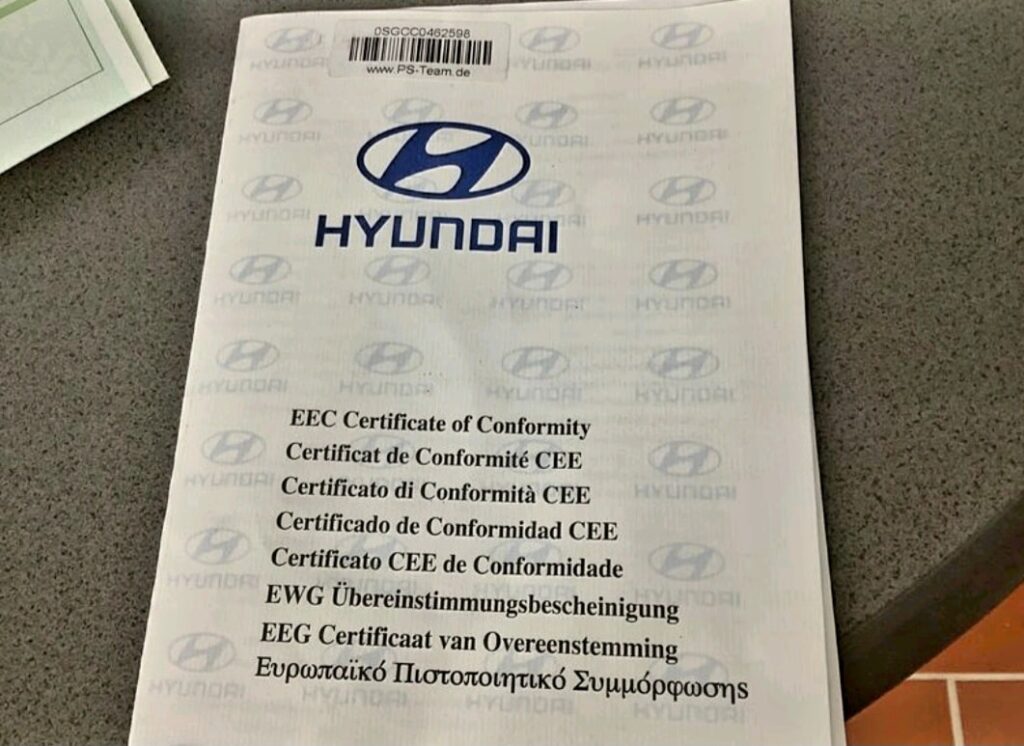 0SGCC0462598
www.PS-Team.de
HYUNDAI
EEC Certificate of Conformity
Certificat de Conformité CEE
Certificato di Conformità CEE
Certificado de Conformidad CEE
Certificato CEE de Conformidade
EWG Übereinstimmungsbescheinigung
EEG Certificaat van Overeenstemming
Ευρωπαϊκό Πιστοποιητικό Συμμόρφωσης